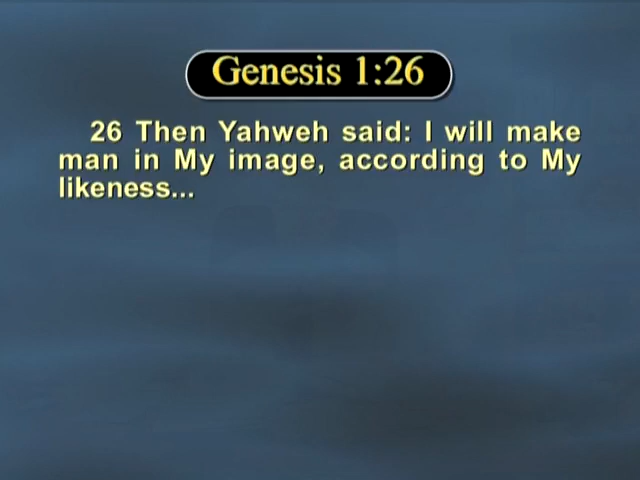 Genesis 1:26
26 Then Yahweh said: I will make
man in My image, according to My
likeness...